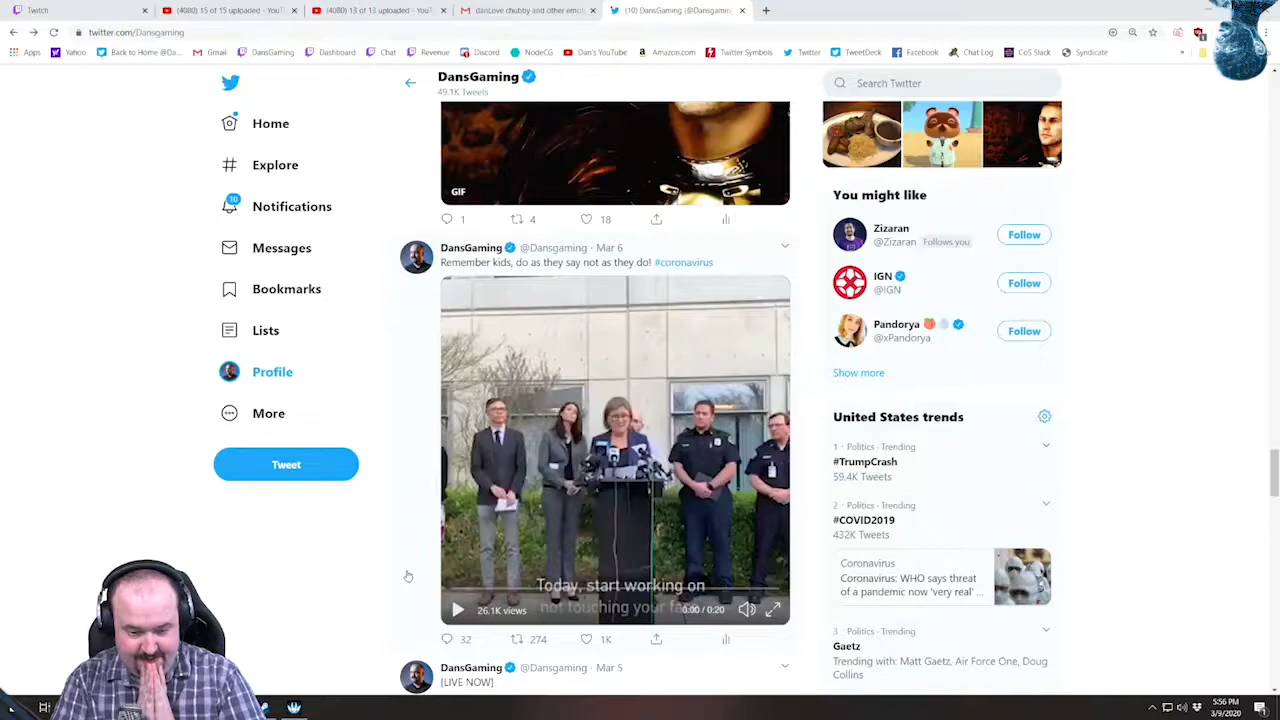 Twitch
(4080) 15 of 15 uploaded - YouT
(4080) 13 of 13 uploaded - YouT
danLove chubby and other emot
(10) DansGaming (@Dansgaming
twitter.com/Dansgaming
Apps
Yahoo
Back to Home @Da...
Gmail
DansGaming
Dashboard
Chat
Revenue
Discord
NodeCG
Dan's YouTube
Amazon.com
Twitter Symbols
Twitter
TweetDeck
Facebook
Chat Log
CoS Slack
Syndicate
Home
Explore
Notifications
10
Messages
Bookmarks
Lists
Profile
More
Tweet
DansGaming
49.1K Tweets
GIF
1 4 18
DansGaming @Dansgaming · Mar 6
Remember kids, do as they say not as they do! #coronavirus
Today, start working on
not touching your
26.1K views
0:00 / 0:20
32 274 1K
DansGaming @Dansgaming · Mar 5
[LIVE NOW]
Search Twitter
You might like
Zizaran
@Zizaran Follows you
Follow
IGN
@IGN
Follow
Pandorya
@xPandorya
Follow
Show more
United States trends
1 · Politics · Trending
#TrumpCrash
59.4K Tweets
2 · Politics · Trending
#COVID2019
432K Tweets
Coronavirus
Coronavirus: WHO says threat
of a pandemic now 'very real' ...
3 · Politics · Trending
Gaetz
Trending with: Matt Gaetz, Air Force One, Doug
Collins
5:56 PM
3/9/2020